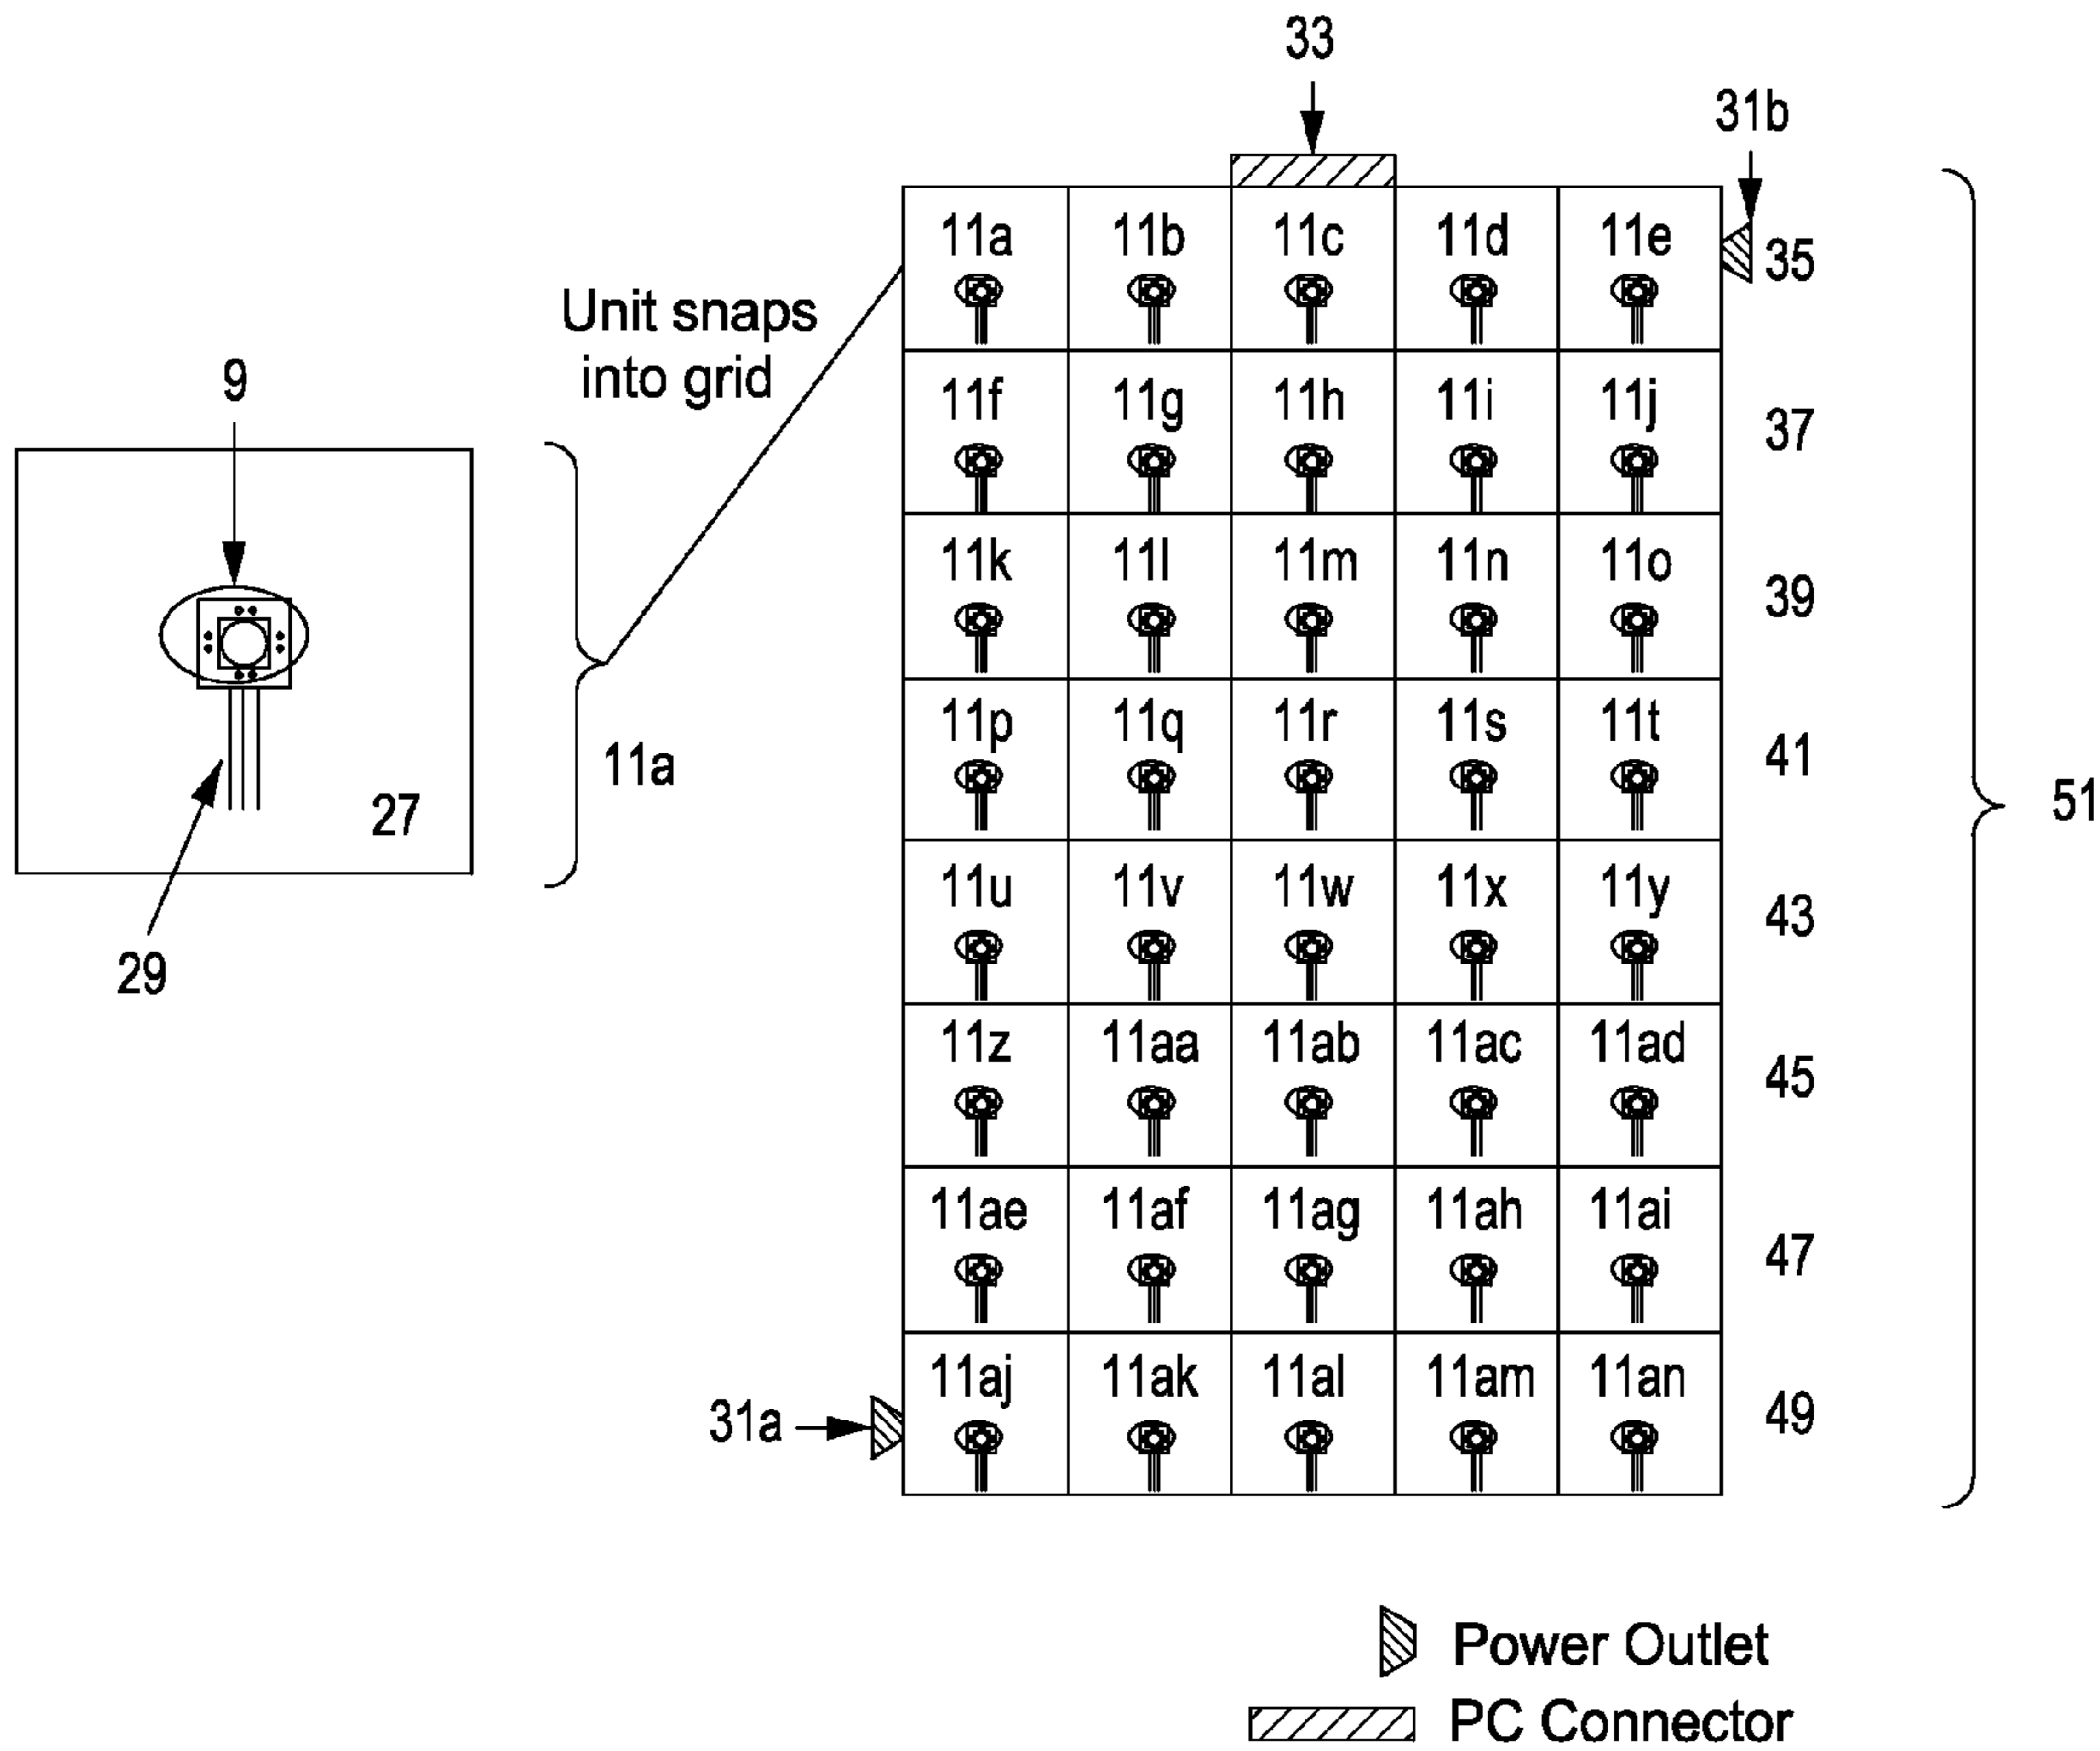 33
31b
11a 11b 11c 11d 11e 35
Unit snaps
into grid
9
11f 11g 11h 11i 11j 37
11k 11l 11m 11n 11o 39
11p 11q 11r 11s 11t 41
11a
27
51
11u 11v 11w 11x 11y 43
29
11z 11aa 11ab 11ac 11ad 45
11ae 11af 11ag 11ah 11ai 47
11aj 11ak 11al 11am 11an 49
31a
Power Outlet
PC Connector